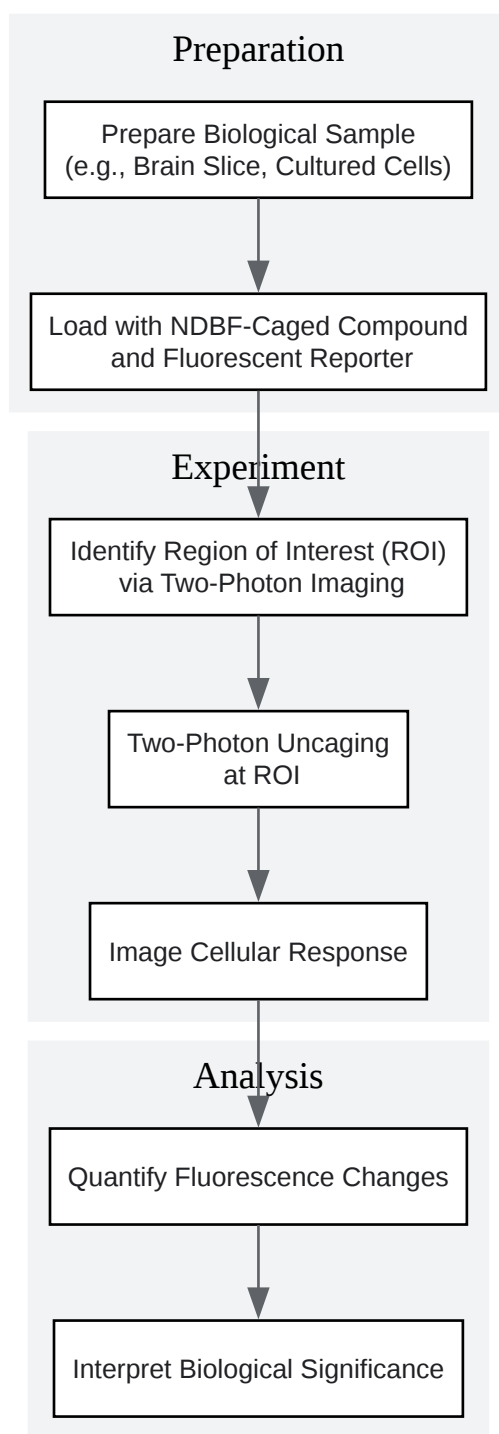 Preparation
Prepare Biological Sample
(e.g., Brain Slice, Cultured Cells)
Load with NDBF-Caged Compound
and Fluorescent Reporter
Experiment
Identify Region of Interest (ROI)
via Two-Photon Imaging
Two-Photon Uncaging
at ROI
Image Cellular Response
Analysis
Quantify Fluorescence Changes
Interpret Biological Significance